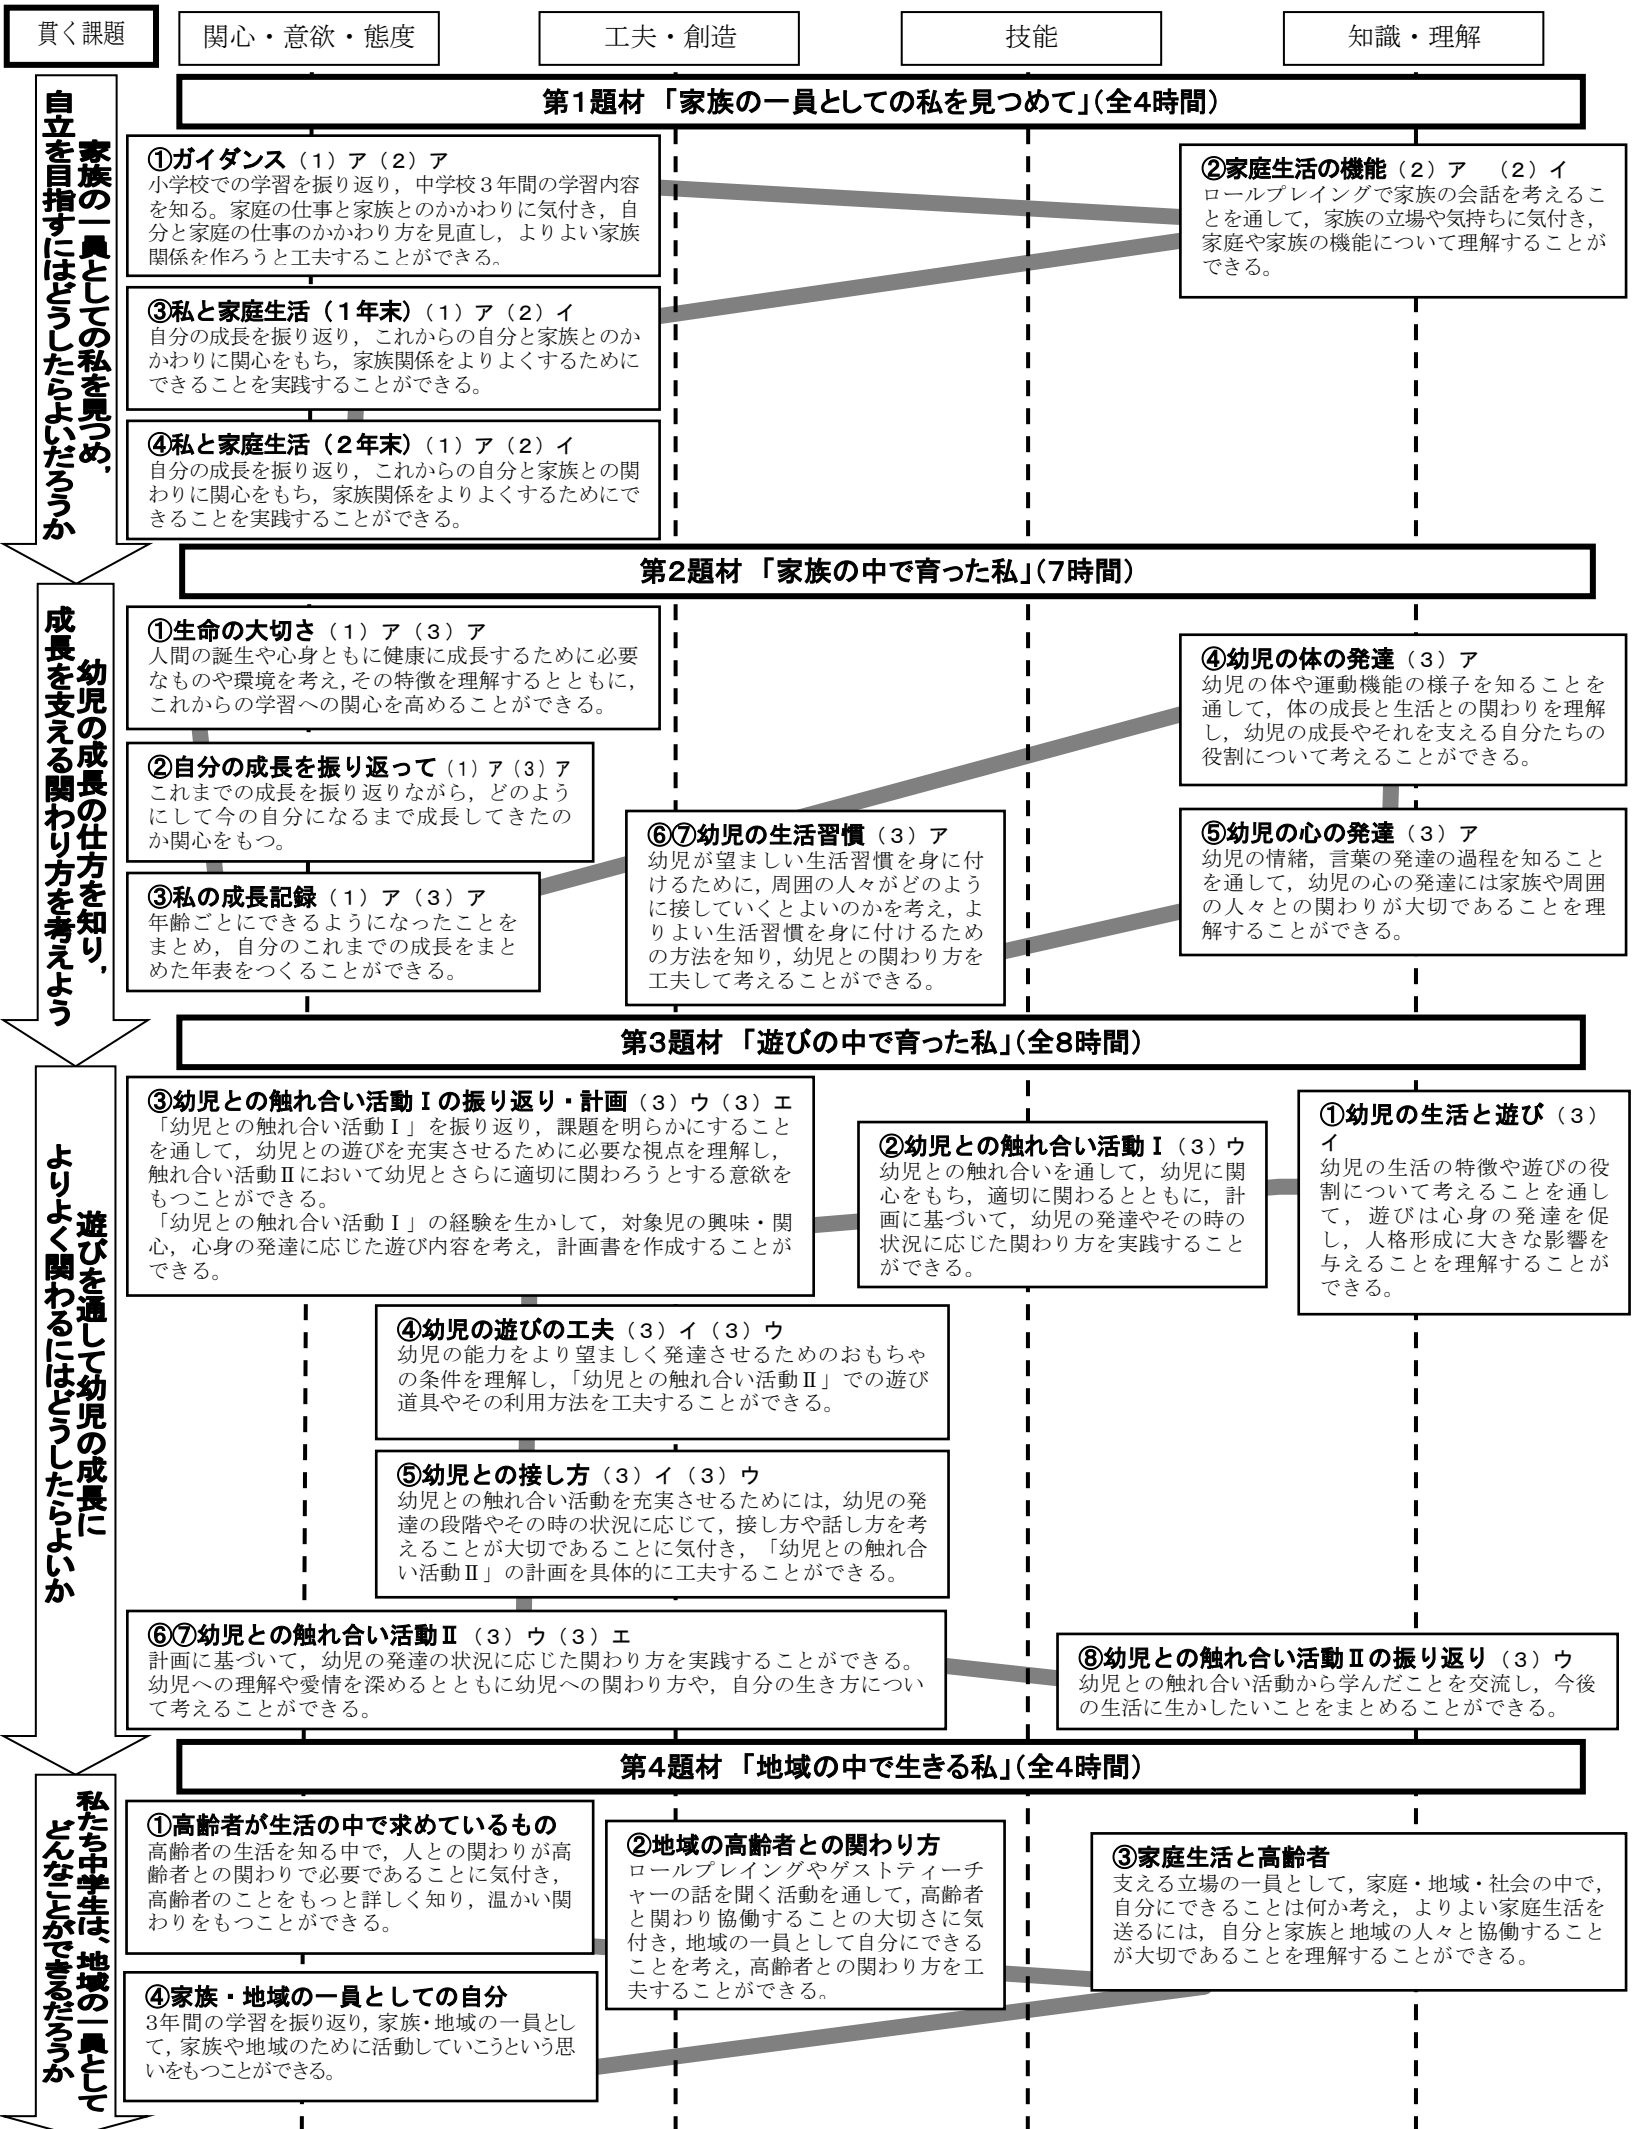 貫く課題
関心・意欲・態度
工夫・創造
技能
知識・理解
家族の一員としての私を見つめ，
自立を目指すにはどうしたらよいだろうか
第１題材 「家族の一員としての私を見つめて」（全４時間）
①ガイダンス（１）ア（２）ア
小学校での学習を振り返り，中学校３年間の学習内容
を知る。家庭の仕事と家族とのかかわりに気付き，自
分と家庭の仕事のかかわり方を見直し，よりよい家族
関係を作ろうと工夫することができる。
②家庭生活の機能（２）ア　（２）イ
ロールプレイングで家族の会話を考えるこ
とを通して，家族の立場や気持ちに気付き，
家庭や家族の機能について理解することが
できる。
③私と家庭生活（１年末）（１）ア（２）イ
自分の成長を振り返り，これからの自分と家族とのか
かわりに関心をもち，家族関係をよりよくするために
できることを実践することができる。
④私と家庭生活（２年末）（１）ア（２）イ
自分の成長を振り返り，これからの自分と家族との関
わりに関心をもち，家族関係をよりよくするためにで
きることを実践することができる。
幼児の成長の仕方を知り，
成長を支える関わり方を考えよう
第２題材 「家族の中で育った私」（７時間）
①生命の大切さ（１）ア（３）ア
人間の誕生や心身ともに健康に成長するために必要
なものや環境を考え，その特徴を理解するとともに，
これからの学習への関心を高めることができる。
②自分の成長を振り返って（１）ア（３）ア
これまでの成長を振り返りながら，どのよう
にして今の自分になるまで成長してきたの
か関心をもつ。
③私の成長記録（１）ア（３）ア
年齢ごとにできるようになったことを
まとめ，自分のこれまでの成長をまと
めた年表をつくることができる。
④幼児の体の発達（３）ア
幼児の体や運動機能の様子を知ることを
通して，体の成長と生活との関わりを理解
し，幼児の成長やそれを支える自分たちの
役割について考えることができる。
⑤幼児の心の発達（３）ア
幼児の情緒，言葉の発達の過程を知ること
を通して，幼児の心の発達には家族や周囲
の人々との関わりが大切であることを理
解することができる。
⑥⑦幼児の生活習慣（３）ア
幼児が望ましい生活習慣を身に付
けるために，周囲の人々がどのよう
に接していくとよいのかを考え，よ
りよい生活習慣を身に付けるため
の方法を知り，幼児との関わり方を
工夫して考えることができる。
遊びを通して幼児の成長に
よりよく関わるにはどうしたらよいか
第３題材 「遊びの中で育った私」（全８時間）
③幼児との触れ合い活動Ⅰの振り返り・計画（３）ウ（３）エ
「幼児との触れ合い活動Ⅰ」を振り返り，課題を明らかにすること
を通して，幼児との遊びを充実させるために必要な視点を理解し，
触れ合い活動Ⅱにおいて幼児とさらに適切に関わろうとする意欲を
もつことができる。
「幼児との触れ合い活動Ⅰ」の経験を生かして，対象児の興味・関
心，心身の発達に応じた遊び内容を考え，計画書を作成することが
できる。
②幼児との触れ合い活動Ⅰ（３）ウ
幼児との触れ合いを通して，幼児に関
心をもち，適切に関わるとともに，計
画に基づいて，幼児の発達やその時の
状況に応じた関わり方を実践すること
ができる。
①幼児の生活と遊び（３）
イ
幼児の生活の特徴や遊びの役
割について考えることを通し
て，遊びは心身の発達を促
し，人格形成に大きな影響を
与えることを理解することが
できる。
④幼児の遊びの工夫（３）イ（３）ウ
幼児の能力をより望ましく発達させるためのおもちゃ
の条件を理解し，「幼児との触れ合い活動Ⅱ」での遊び
道具やその利用方法を工夫することができる。
⑤幼児との接し方（３）イ（３）ウ
幼児との触れ合い活動を充実させるためには，幼児の発
達の段階やその時の状況に応じて，接し方や話し方を考
えることが大切であることに気付き，「幼児との触れ合
い活動Ⅱ」の計画を具体的に工夫することができる。
⑥⑦幼児との触れ合い活動Ⅱ（３）ウ（３）エ
計画に基づいて，幼児の発達の状況に応じた関わり方を実践することができる。
幼児への理解や愛情を深めるとともに幼児への関わり方や，自分の生き方につい
て考えることができる。
⑧幼児との触れ合い活動Ⅱの振り返り（３）ウ
幼児との触れ合い活動から学んだことを交流し，今後
の生活に生かしたいことをまとめることができる。
私たち中学生は、地域の一員として
どんなことができるだろうか
第４題材 「地域の中で生きる私」（全４時間）
①高齢者が生活の中で求めているもの
高齢者の生活を知る中で，人との関わりが高
齢者との関わりで必要であることに気付き，
高齢者のことをもっと詳しく知り，温かい関
わりをもつことができる。
②地域の高齢者との関わり方
ロールプレイングやゲストティーチ
ャーの話を聞く活動を通して，高齢者
と関わり協働することの大切さに気
付き，地域の一員として自分にできる
ことを考え，高齢者との関わり方を工
夫することができる。
③家庭生活と高齢者
支える立場の一員として，家庭・地域・社会の中で，
自分にできることは何か考え，よりよい家庭生活を
送るには，自分と家族と地域の人々と協働すること
が大切であることを理解することができる。
④家族・地域の一員としての自分
３年間の学習を振り返り，家族・地域の一員とし
て，家族や地域のために活動していこうという思
いをもつことができる。